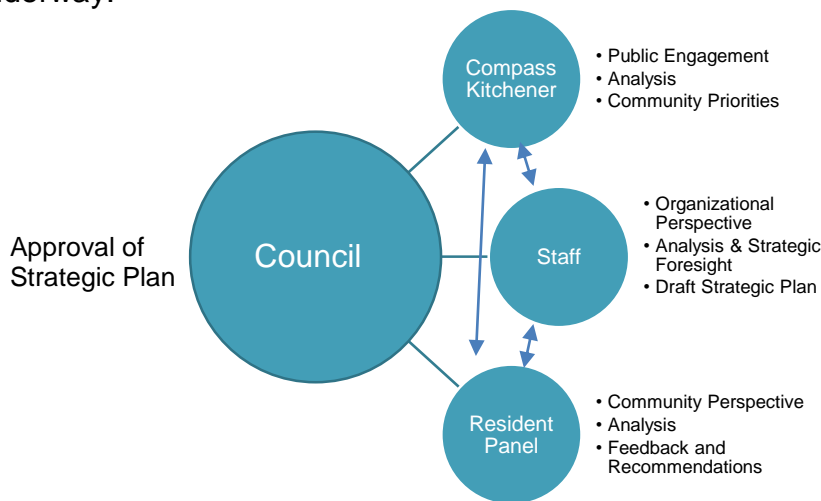 Compass
Kitchener
• Public Engagement
• Analysis
• Community Priorities
Approval of
Strategic Plan
Council
Staff
• Organizational
Perspective
• Analysis & Strategic
Foresight
• Draft Strategic Plan
Resident
Panel
• Community Perspective
• Analysis
• Feedback and
Recommendations